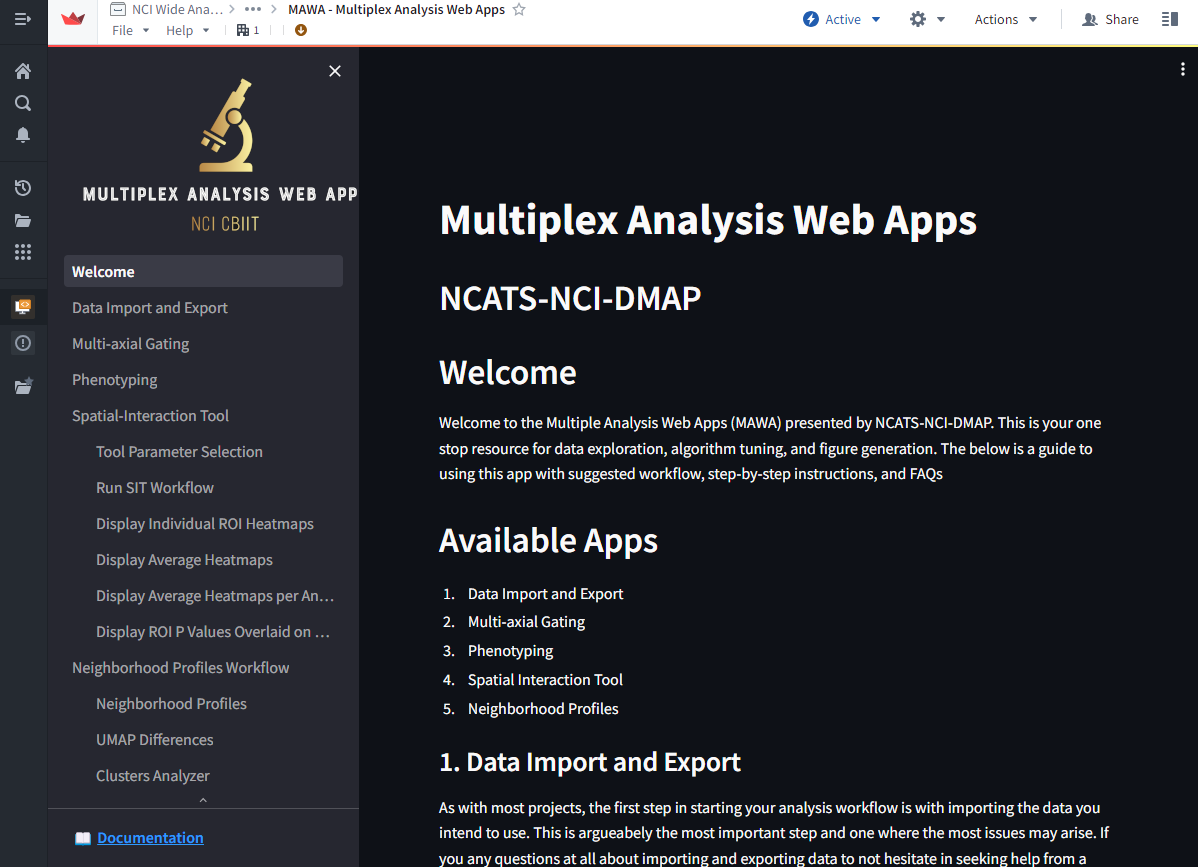 NCI Wide Ana… > ••• > MAWA - Multiplex Analysis Web Apps
File Help 1
Active
Actions
Share
MULTIPLEX ANALYSIS WEB APP
NCI CBIIT
Welcome
Data Import and Export
Multi-axial Gating
Phenotyping
Spatial-Interaction Tool
Tool Parameter Selection
Run SIT Workflow
Display Individual ROI Heatmaps
Display Average Heatmaps
Display Average Heatmaps per An…
Display ROI P Values Overlaid on …
Neighborhood Profiles Workflow
Neighborhood Profiles
UMAP Differences
Clusters Analyzer
Documentation
Multiplex Analysis Web Apps
NCATS-NCI-DMAP
Welcome
Welcome to the Multiple Analysis Web Apps (MAWA) presented by NCATS-NCI-DMAP. This is your one
stop resource for data exploration, algorithm tuning, and figure generation. The below is a guide to
using this app with suggested workflow, step-by-step instructions, and FAQs
Available Apps
1. Data Import and Export
2. Multi-axial Gating
3. Phenotyping
4. Spatial Interaction Tool
5. Neighborhood Profiles
1. Data Import and Export
As with most projects, the first step in starting your analysis workflow is with importing the data you
intend to use. This is argueabely the most important step and one where the most issues may arise. If
you any questions at all about importing and exporting data to not hesitate in seeking help from a